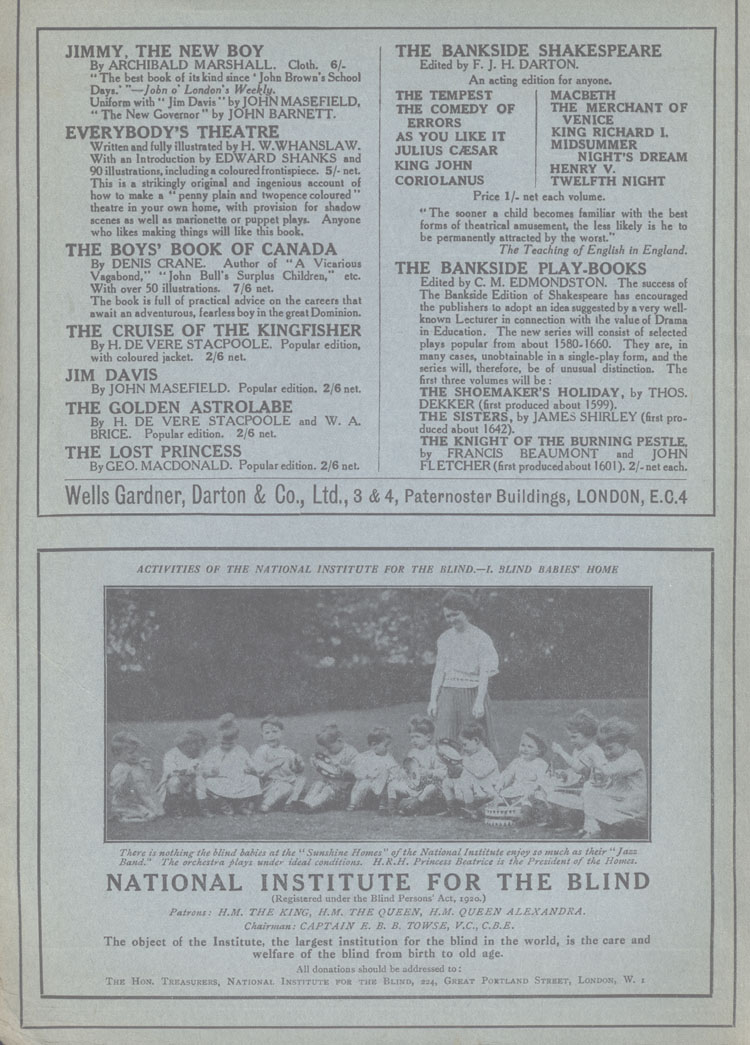 JIMMY, THE NEW BOY
By ARCHIBALD MARSHALL. Cloth. 6/-
"The best book of its kind since 'John Brown's School
Days.'"—John o' London's Weekly.
Uniform with "Jim Davis" by JOHN MASEFIELD,
"The New Governor" by JOHN BARNETT.
EVERYBODY'S THEATRE
Written and fully illustrated by H. W. WHANSLAW.
With an Introduction by EDWARD SHANKS and
90 illustrations, including a coloured frontispiece. 5/- net.
This is a strikingly original and ingenious account of
how to make a "penny plain and twopence coloured"
theatre in your own home, with provision for shadow
scenes as well as marionette or puppet plays. Anyone
who likes making things will like this book.
THE BOYS' BOOK OF CANADA
By DENIS CRANE. Author of "A Vicarious
Vagabond," "John Bull's Surplus Children," etc.
With over 50 illustrations. 7/6 net.
The book is full of practical advice on the careers that
await an adventurous, fearless boy in the great Dominion.
THE CRUISE OF THE KINGFISHER
By H. DE VERE STACPOOLE. Popular edition,
with coloured jacket. 2/6 net.
JIM DAVIS
By JOHN MASEFIELD. Popular edition. 2/6 net.
THE GOLDEN ASTROLABE
By H. DE VERE STACPOOLE and W. A.
BRICE. Popular edition. 2/6 net.
THE LOST PRINCESS
By GEO. MACDONALD. Popular edition. 2/6 net.
THE BANKSIDE SHAKESPEARE
Edited by F. J. H. DARTON.
An acting edition for anyone.
THE TEMPEST
THE COMEDY OF
ERRORS
AS YOU LIKE IT
JULIUS CÆSAR
KING JOHN
CORIOLANUS
MACBETH
THE MERCHANT OF
VENICE
KING RICHARD I.
MIDSUMMER
NIGHT'S DREAM
HENRY V.
TWELFTH NIGHT
Price 1/- net each volume.
"The sooner a child becomes familiar with the best
forms of theatrical amusement, the less likely is he to
be permanently attracted by the worst."
The Teaching of English in England.
THE BANKSIDE PLAY-BOOKS
Edited by C. M. EDMONDSTON. The success of
The Bankside Edition of Shakespeare has encouraged
the publishers to adopt an idea suggested by a very well-
known Lecturer in connection with the value of Drama
in Education. The new series will consist of selected
plays popular from about 1580-1660. They are, in
many cases, unobtainable in a single-play form, and the
series will, therefore, be of unusual distinction. The
first three volumes will be:
THE SHOEMAKER'S HOLIDAY, by THOS.
DEKKER (first produced about 1599).
THE SISTERS, by JAMES SHIRLEY (first pro-
duced about 1642).
THE KNIGHT OF THE BURNING PESTLE,
by FRANCIS BEAUMONT and JOHN
FLETCHER (first produced about 1601). 2/- net each.
Wells Gardner, Darton & Co., Ltd., 3 & 4, Paternoster Buildings, LONDON, E.C.4
ACTIVITIES OF THE NATIONAL INSTITUTE FOR THE BLIND.—I. BLIND BABIES' HOME
There is nothing the blind babies at the "Sunshine Homes" of the National Institute enjoy so much as their "Jazz
Band." The orchestra plays under ideal conditions. H.R.H. Princess Beatrice is the President of the Homes.
NATIONAL INSTITUTE FOR THE BLIND
(Registered under the Blind Persons' Act, 1920.)
Patrons: H.M. THE KING, H.M. THE QUEEN, H.M. QUEEN ALEXANDRA.
Chairman: CAPTAIN E. B. B. TOWSE, V.C., C.B.E.
The object of the Institute, the largest institution for the blind in the world, is the care and
welfare of the blind from birth to old age.
All donations should be addressed to:
THE HON. TREASURERS, NATIONAL INSTITUTE FOR THE BLIND, 224, GREAT PORTLAND STREET, LONDON, W. 1